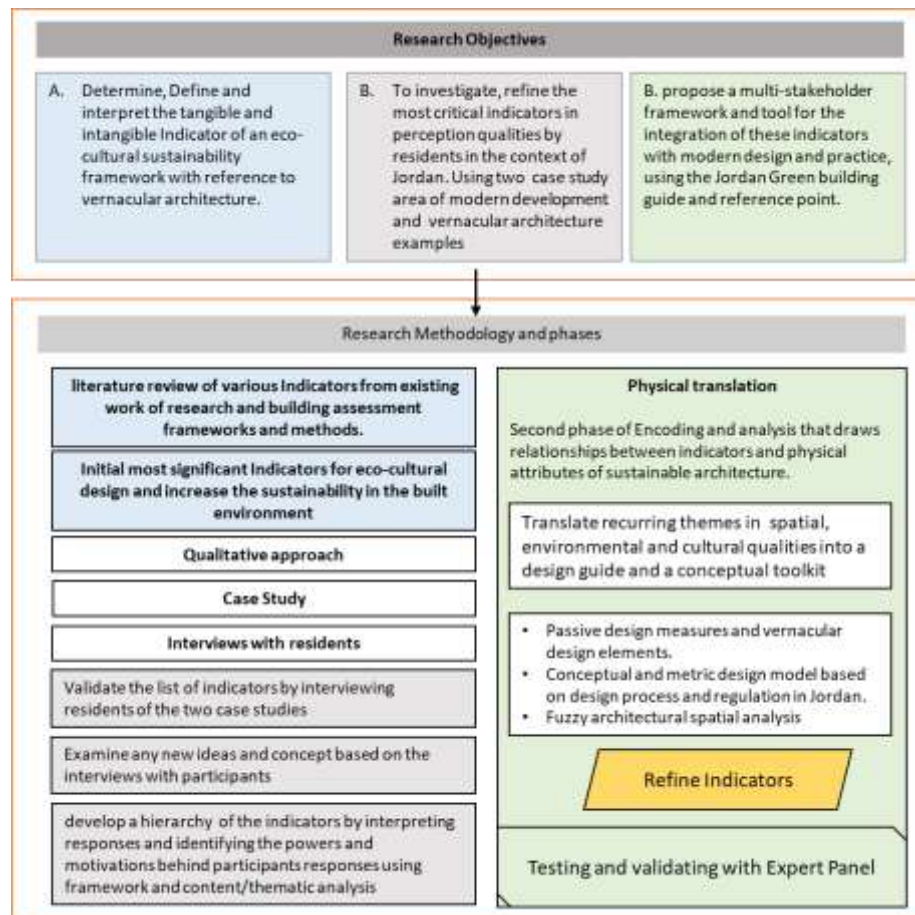 Research Objectives
A. Determine, Define and
interpret the tangible and
intangible Indicator of an eco-
cultural sustainability
framework with reference to
vernacular architecture.
B. To investigate, refine the
most critical indicators in
perception qualities by
residents in the context of
Jordan. Using two case study
area of modern development
and vernacular architecture
examples
B. propose a multi-stakeholder
framework and tool for the
integration of these indicators
with modern design and practice,
using the Jordan Green building
guide and reference point.
Research Methodology and phases
literature review of various Indicators from existing
work of research and building assessment
frameworks and methods.
Initial most significant Indicators for eco-cultural
design and increase the sustainability in the built
environment
Qualitative approach
Case Study
Interviews with residents
Validate the list of indicators by interviewing
residents of the two case studies
Examine any new ideas and concept based on the
interviews with participants
develop a hierarchy of the indicators by interpreting
responses and identifying the powers and
motivations behind participants responses using
framework and content/thematic analysis
Physical translation
Second phase of Encoding and analysis that draws
relationships between indicators and physical
attributes of sustainable architecture.
Translate recurring themes in spatial,
environmental and cultural qualities into a
design guide and a conceptual toolkit
• Passive design measures and vernacular
design elements.
• Conceptual and metric design model based
on design process and regulation in Jordan.
• Fuzzy architectural spatial analysis
Refine Indicators
Testing and validating with Expert Panel